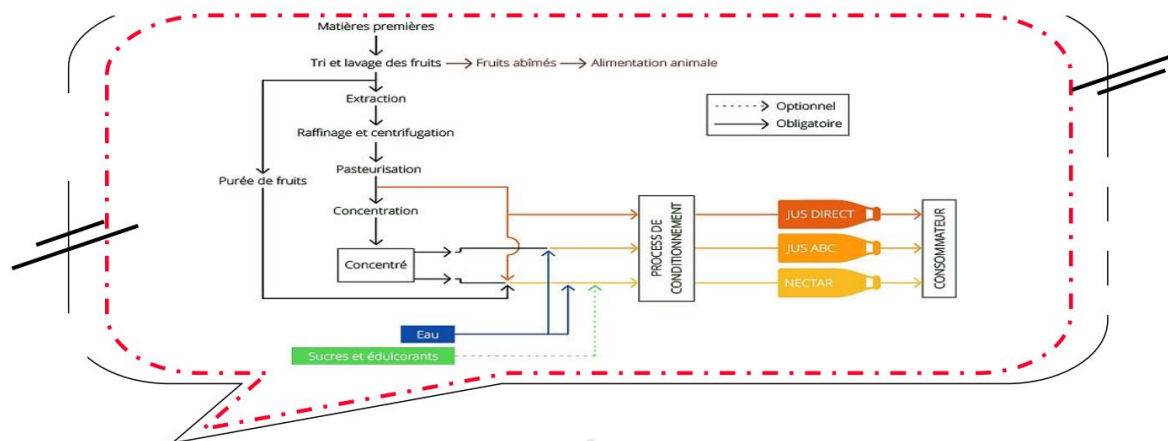 Matières premières
Tri et lavage des fruits
Fruits abîmés
Alimentation animale
Extraction
Optionnel
Obligatoire
Raffinage et centrifugation
Pasteurisation
Purée de fruits
Concentration
Concentré
PROCESS DE
CONDITIONNEMENT
JUS DIRECT
JUS ABC
NECTAR
CONSOMMATEUR
Eau
Sucres et édulcorants